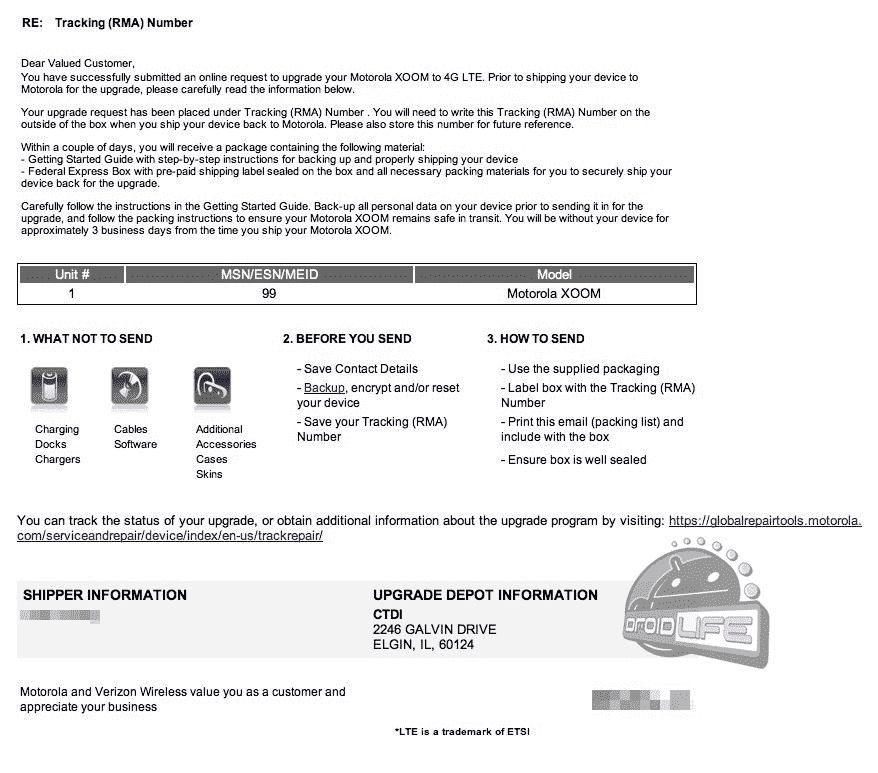 RE: Tracking (RMA) Number
Dear Valued Customer,
You have successfully submitted an online request to upgrade your Motorola XOOM to 4G LTE. Prior to shipping your device to
Motorola for the upgrade, please carefully read the information below.
Your upgrade request has been placed under Tracking (RMA) Number . You will need to write this Tracking (RMA) Number on the
outside of the box when you ship your device back to Motorola. Please also store this number for future reference.
Within a couple of days, you will receive a package containing the following material:
- Getting Started Guide with step-by-step instructions for backing up and properly shipping your device
- Federal Express Box with pre-paid shipping label sealed on the box and all necessary packing materials for you to securely ship your
device back for the upgrade.
Carefully follow the instructions in the Getting Started Guide. Back-up all personal data on your device prior to sending it in for the
upgrade, and follow the packing instructions to ensure your Motorola XOOM remains safe in transit. You will be without your device for
approximately 3 business days from the time you ship your Motorola XOOM.
Unit # MSN/ESN/MEID Model
1 99 Motorola XOOM
1. WHAT NOT TO SEND
Charging
Docks
Chargers
Cables
Software
Additional
Accessories
Cases
Skins
2. BEFORE YOU SEND
- Save Contact Details
- Backup, encrypt and/or reset
your device
- Save your Tracking (RMA)
Number
3. HOW TO SEND
- Use the supplied packaging
- Label box with the Tracking (RMA)
Number
- Print this email (packing list) and
include with the box
- Ensure box is well sealed
You can track the status of your upgrade, or obtain additional information about the upgrade program by visiting: https://globalrepairtools.motorola.
com/serviceandrepair/device/index/en-us/trackrepair/
SHIPPER INFORMATION
UPGRADE DEPOT INFORMATION
CTDI
2246 GALVIN DRIVE
ELGIN, IL, 60124
DROID LIFE
Motorola and Verizon Wireless value you as a customer and
appreciate your business
*LTE is a trademark of ETSI